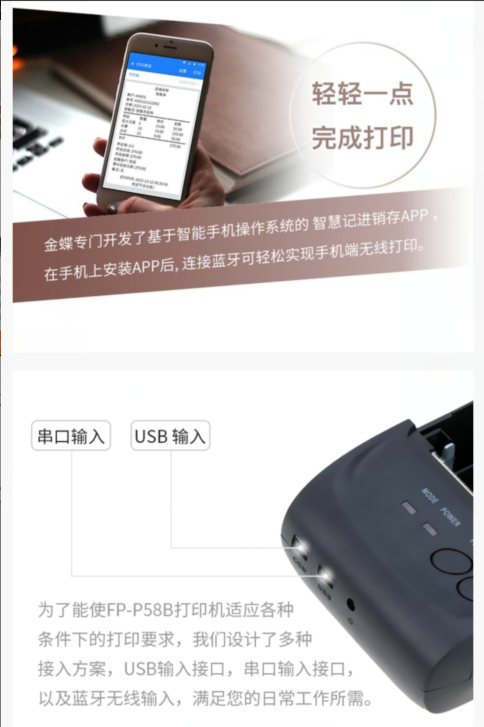 轻轻一点
完成打印
金蝶专门开发了基于智能手机操作系统的 智慧记进销存APP ，
在手机上安装APP后, 连接蓝牙可轻松实现手机端无线打印。
串口输入
USB 输入
MODE
POWER
为了能使FP-P58B打印机适应各种
条件下的打印要求，我们设计了多种
接入方案，USB输入接口，串口输入接口，
以及蓝牙无线输入，满足您的日常工作所需。